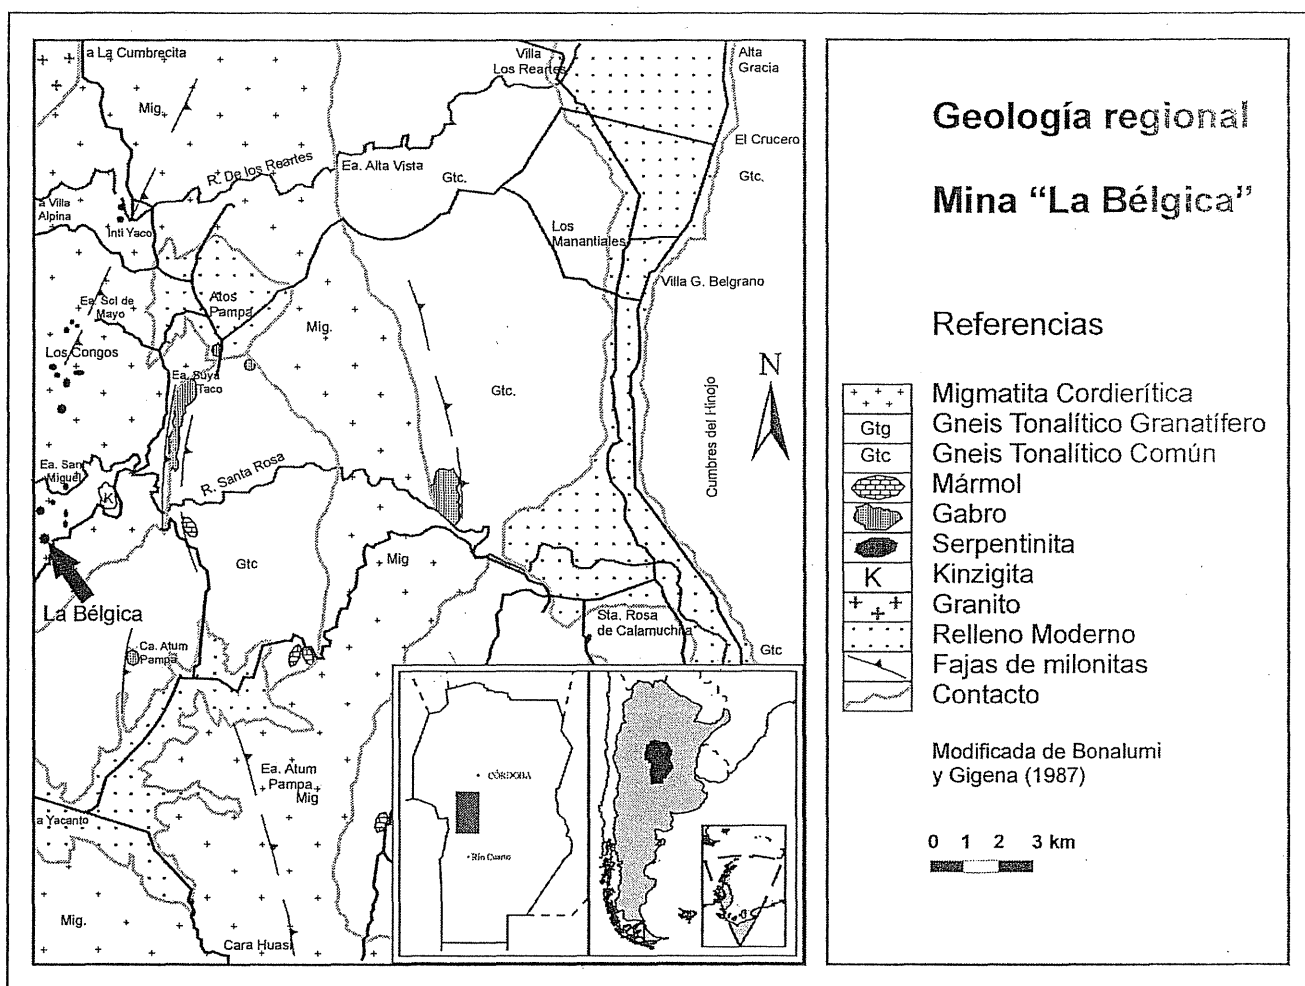 a La Cumbrecita
Villa
Los Reartes
Alta
Gracia
Mig.
El Crucero
R. De los Reartes
Ea. Alta Vista
Gtc.
Gtc.
a Villa
Alpina
Inti Yaco
Los
Manantiales
Villa G. Belgrano
Ea. Sol de
Mayo
Atos
Pampa
Mig.
Los Congos
Ea. Suya
Taco
Gtc.
Cumbres del Hinojo
N
Ea. San
Miguel
R. Santa Rosa
K
Gtc
Mig
La Bélgica
Sta. Rosa
de Calamuchita
Gtc
Ca. Atum
Pampa
Ea. Atum
Pampa
Mig
a Yacanto
Mig.
Cara Huasi
CÓRDOBA
Río Cuarto
Geología regional
Mina “La Bélgica”
Referencias
Migmatita Cordierítica
Gtg Gneis Tonalítico Granatífero
Gtc Gneis Tonalítico Común
Mármol
Gabro
Serpentinita
K Kinzigita
Granito
Relleno Moderno
Fajas de milonitas
Contacto
Modificada de Bonalumi
y Gigena (1987)
0 1 2 3 km